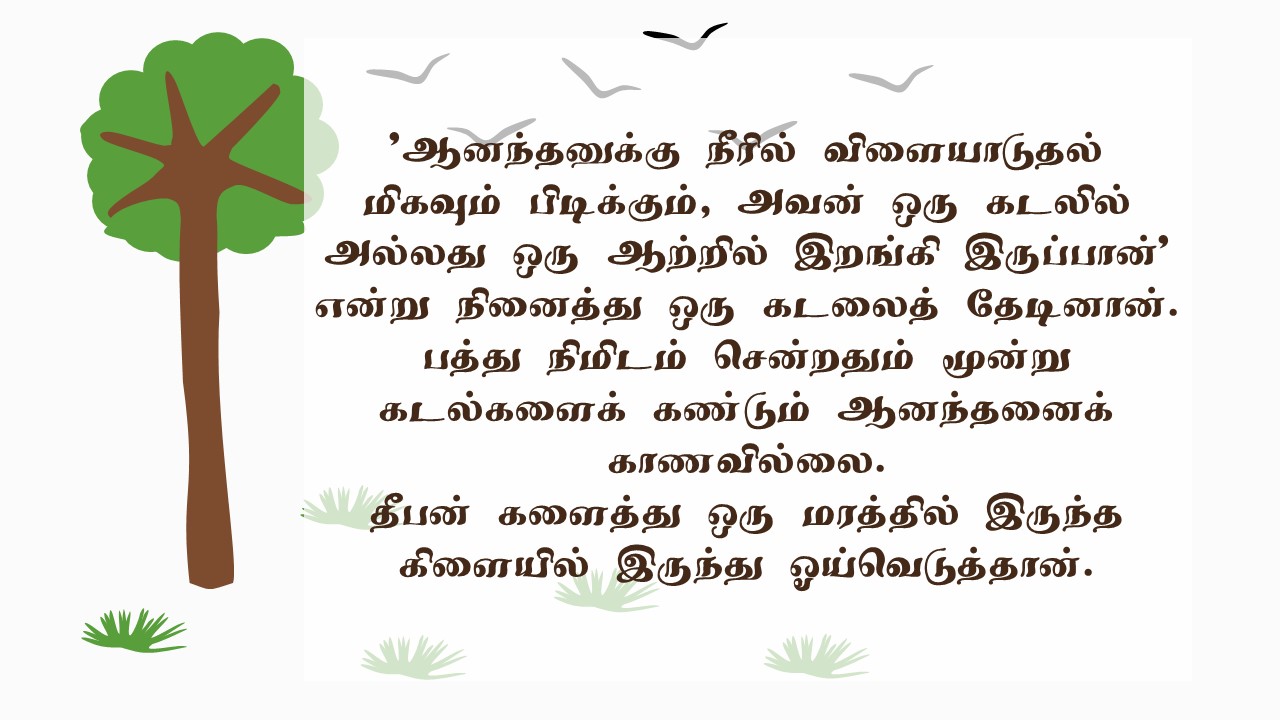 ’ஆனந்தனுக்கு நீரில் விளையாடுதல்
மிகவும் பிடிக்கும், அவன் ஒரு கடலில்
அல்லது ஒரு ஆற்றில் இறங்கி இருப்பான்’
என்று நினைத்து ஒரு கடலைத் தேடினான்.
பத்து நிமிடம் சென்றதும் மூன்று
கடல்களைக் கண்டும் ஆனந்தனைக்
காணவில்லை.
தீபன் களைத்து ஒரு மரத்தில் இருந்த
கிளையில் இருந்து ஓய்வெடுத்தான்.